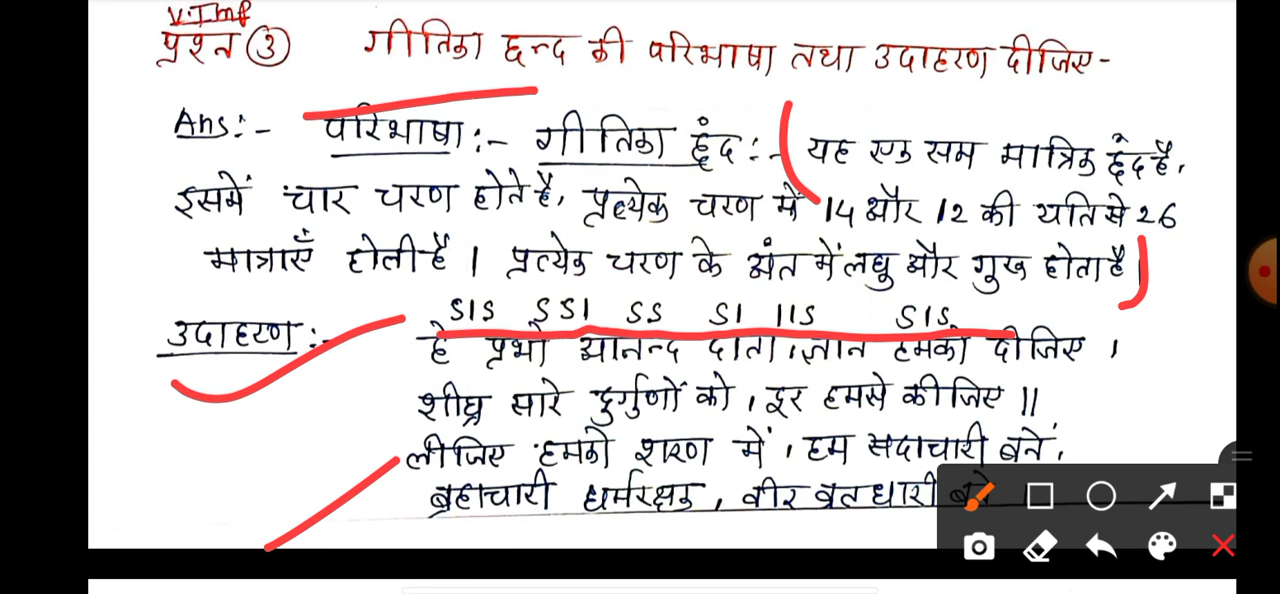 V.Imp
प्रश्न ③ गीतिका छन्द की परिभाषा तथा उदाहरण दीजिए-
Ans:- परिभाषा:- गीतिका छंद:- यह एक सम मात्रिक छंद है,
इसमें चार चरण होते है, प्रत्येक चरण में 14 और 12 की यति से 26
मात्राएँ होती हैं । प्रत्येक चरण के अंत में लघु और गुरू होता है।
SIS SSI SS SI IIS SIS
उदाहरण:- हे प्रभो आनन्द दाता, ज्ञान हमको दीजिए ,
शीघ्र सारे दुर्गुणों को , दूर हमसे कीजिए ॥
लीजिए हमको शरण में , हम सदाचारी बनें,
ब्रह्मचारी धर्मरक्षक , वीर व्रत धारी बनें